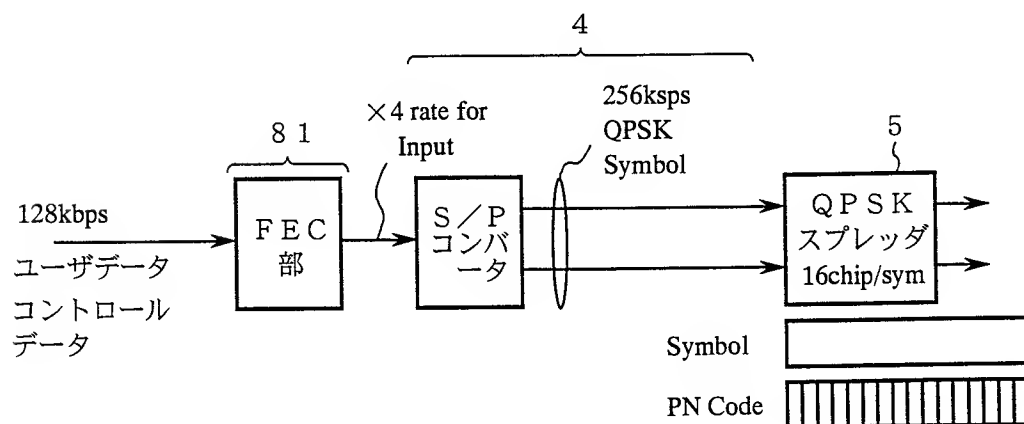 4
×4 rate for
Input
256ksps
QPSK
Symbol
８１
5
128kbps
ユーザデータ
コントロール
データ
ＦＥＣ
部
Ｓ／Ｐ
コンバ
ータ
ＱＰＳＫ
スプレッダ
16chip/sym
Symbol
PN Code